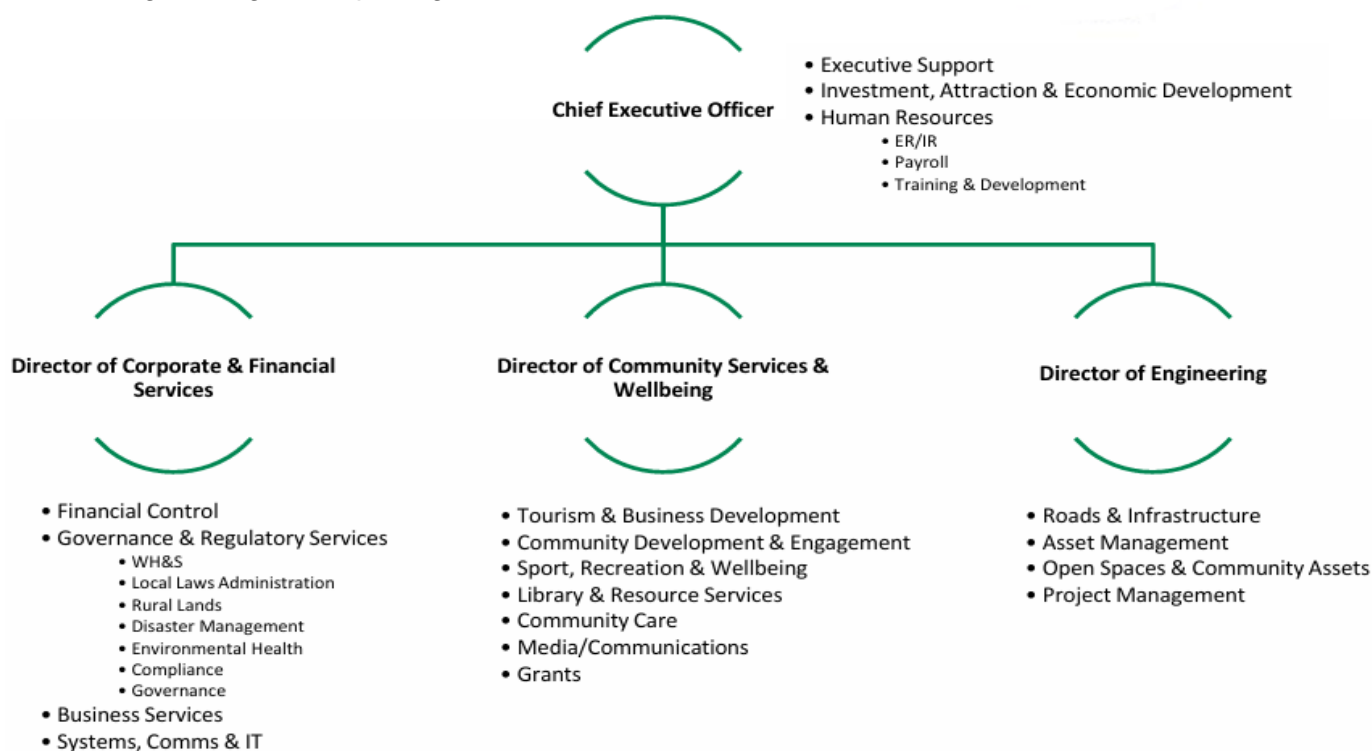 Chief Executive Officer
• Executive Support
• Investment, Attraction & Economic Development
• Human Resources
• ER/IR
• Payroll
• Training & Development
Director of Corporate & Financial
Services
• Financial Control
• Governance & Regulatory Services
• WH&S
• Local Laws Administration
• Rural Lands
• Disaster Management
• Environmental Health
• Compliance
• Governance
• Business Services
• Systems, Comms & IT
Director of Community Services &
Wellbeing
• Tourism & Business Development
• Community Development & Engagement
• Sport, Recreation & Wellbeing
• Library & Resource Services
• Community Care
• Media/Communications
• Grants
Director of Engineering
• Roads & Infrastructure
• Asset Management
• Open Spaces & Community Assets
• Project Management